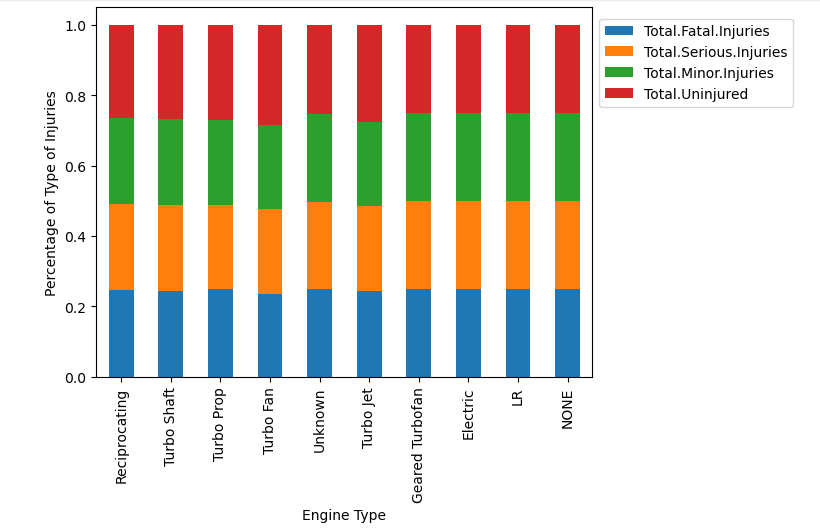 1.0
0.8
0.6
0.4
0.2
0.0
Percentage of Type of Injuries
Total.Fatal.Injuries
Total.Serious.Injuries
Total.Minor.Injuries
Total.Uninjured
Reciprocating
Turbo Shaft
Turbo Prop
Turbo Fan
Unknown
Turbo Jet
Geared Turbofan
Electric
LR
NONE
Engine Type